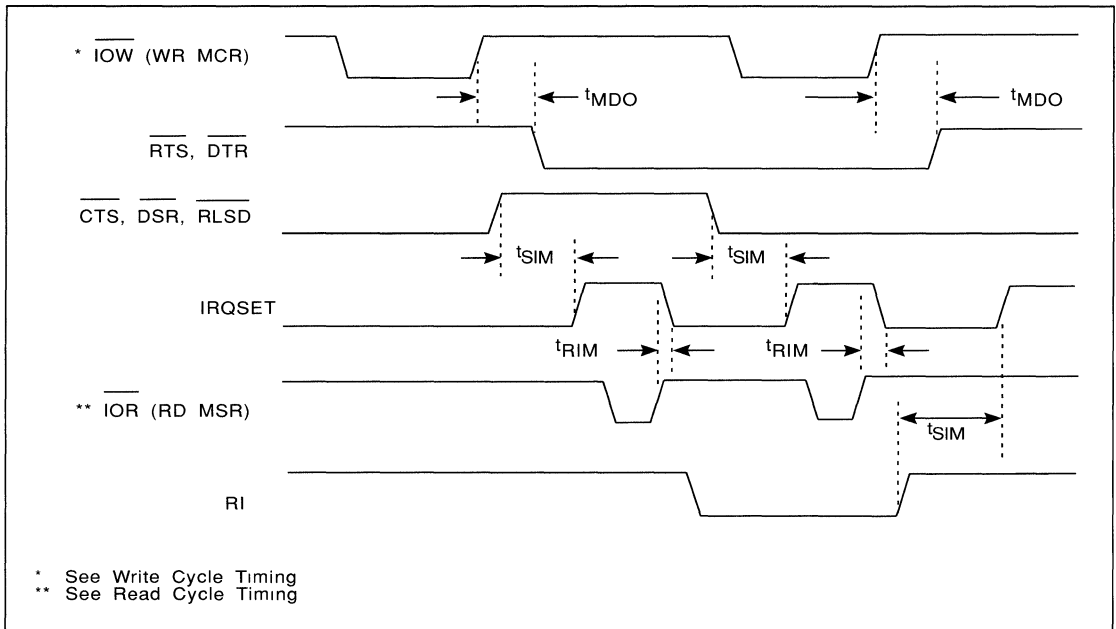 * IOW (WR MCR)
tMDO
tMDO
RTS, DTR
CTS, DSR, RLSD
tSIM
tSIM
IRQSET
tRIM
tRIM
** IOR (RD MSR)
tSIM
RI
* See Write Cycle Timing
** See Read Cycle Timing